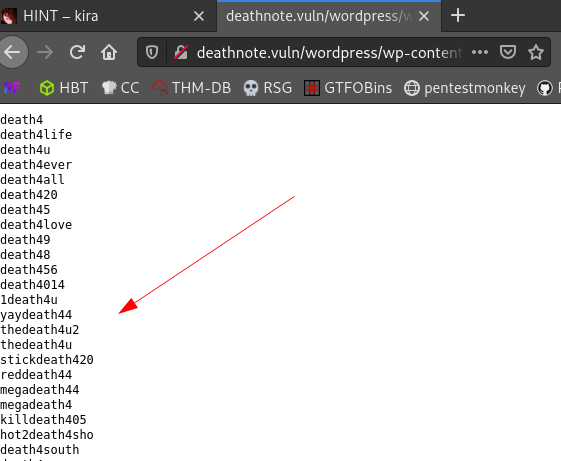 HINT – kira
deathnote.vuln/wordpress/w
deathnote.vuln/wordpress/wp-content
HBT
CC
THM-DB
RSG
GTFOBins
pentestmonkey
death4
death4life
death4u
death4ever
death4all
death420
death45
death4love
death49
death48
death456
death4014
1death4u
yaydeath44
thedeath4u2
thedeath4u
stickdeath420
reddeath44
megadeath44
megadeath4
killdeath405
hot2death4sho
death4south